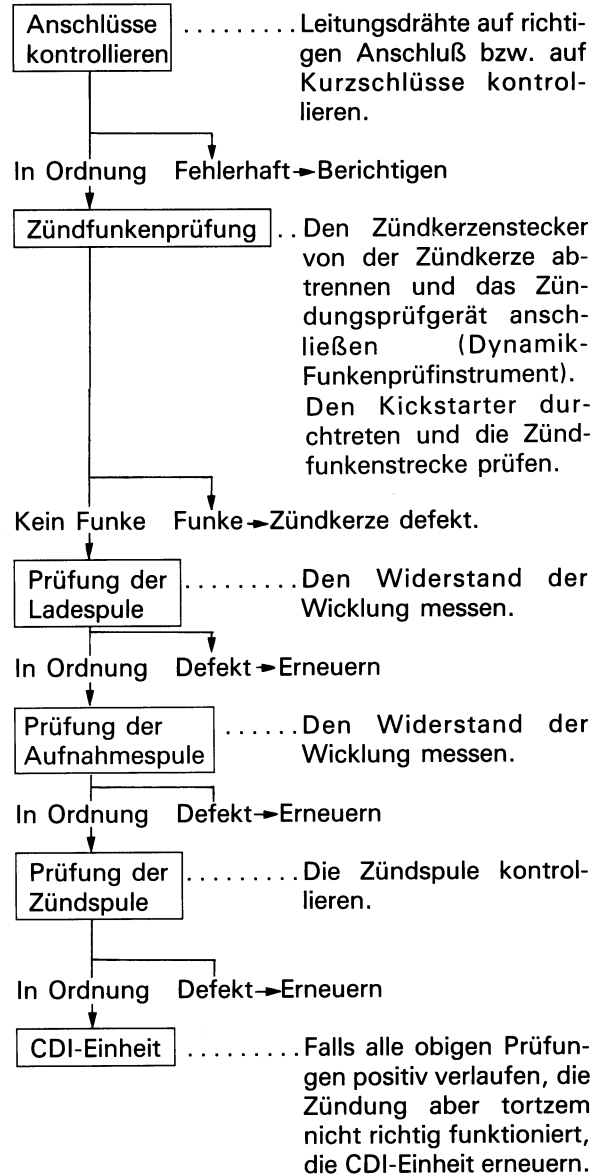 Anschlüsse
kontrollieren
. . . . . . . . . Leitungsdrähte auf richti-
gen Anschluß bzw. auf
Kurzschlüsse kontrol-
lieren.
In Ordnung Fehlerhaft Berichtigen
Zündfunkenprüfung . . Den Zündkerzenstecker
von der Zündkerze ab-
trennen und das Zün-
dungsprüfgerät ansch-
ließen (Dynamik-
Funkenprüfinstrument).
Den Kickstarter dur-
chtreten und die Zünd-
funkenstrecke prüfen.
Kein Funke Funke Zündkerze defekt.
Prüfung der
Ladespule
. . . . . . . . . Den Widerstand der
Wicklung messen.
In Ordnung Defekt Erneuern
Prüfung der
Aufnahmespule
. . . . . . Den Widerstand der
Wicklung messen.
In Ordnung Defekt Erneuern
Prüfung der
Zündspule
. . . . . . . . . Die Zündspule kontrol-
lieren.
In Ordnung Defekt Erneuern
CDI-Einheit . . . . . . . . . Falls alle obigen Prüfun-
gen positiv verlaufen, die
Zündung aber tortzem
nicht richtig funktioniert,
die CDI-Einheit erneuern.